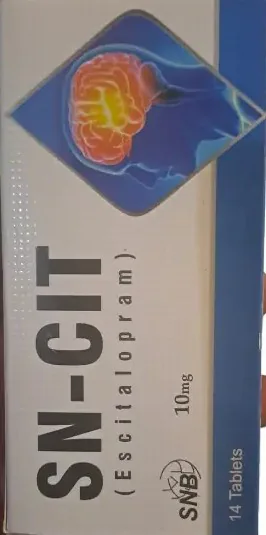 SN-CIT
(Escitalopram)
10mg
SNB
14 Tablets